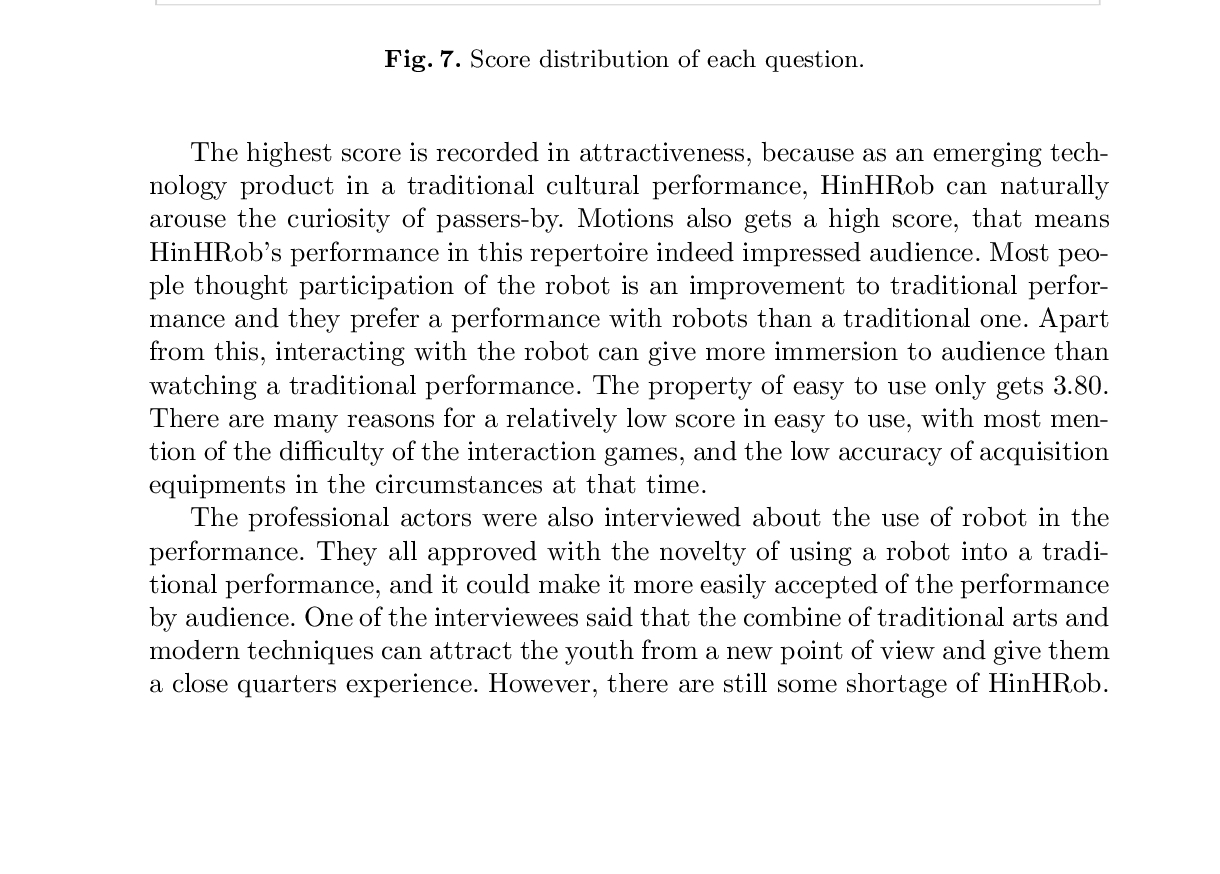 Fig. 7. Score distribution of each question.
The highest score is recorded in attractiveness, because as an emerging tech-
nology product in a traditional cultural performance, HinHRob can naturally
arouse the curiosity of passers-by. Motions also gets a high score, that means
HinHRob's performance in this repertoire indeed impressed audience. Most peo-
ple thought participation of the robot is an improvement to traditional perfor-
mance and they prefer a performance with robots than a traditional one. Apart
from this, interacting with the robot can give more immersion to audience than
watching a traditional performance. The property of easy to use only gets 3.80.
There are many reasons for a relatively low score in easy to use, with most men-
tion of the difficulty of the interaction games, and the low accuracy of acquisition
equipments in the circumstances at that time.
The professional actors were also interviewed about the use of robot in the
performance. They all approved with the novelty of using a robot into a tradi-
tional performance, and it could make it more easily accepted of the performance
by audience. One of the interviewees said that the combine of traditional arts and
modern techniques can attract the youth from a new point of view and give them
a close quarters experience. However, there are still some shortage of HinHRob.